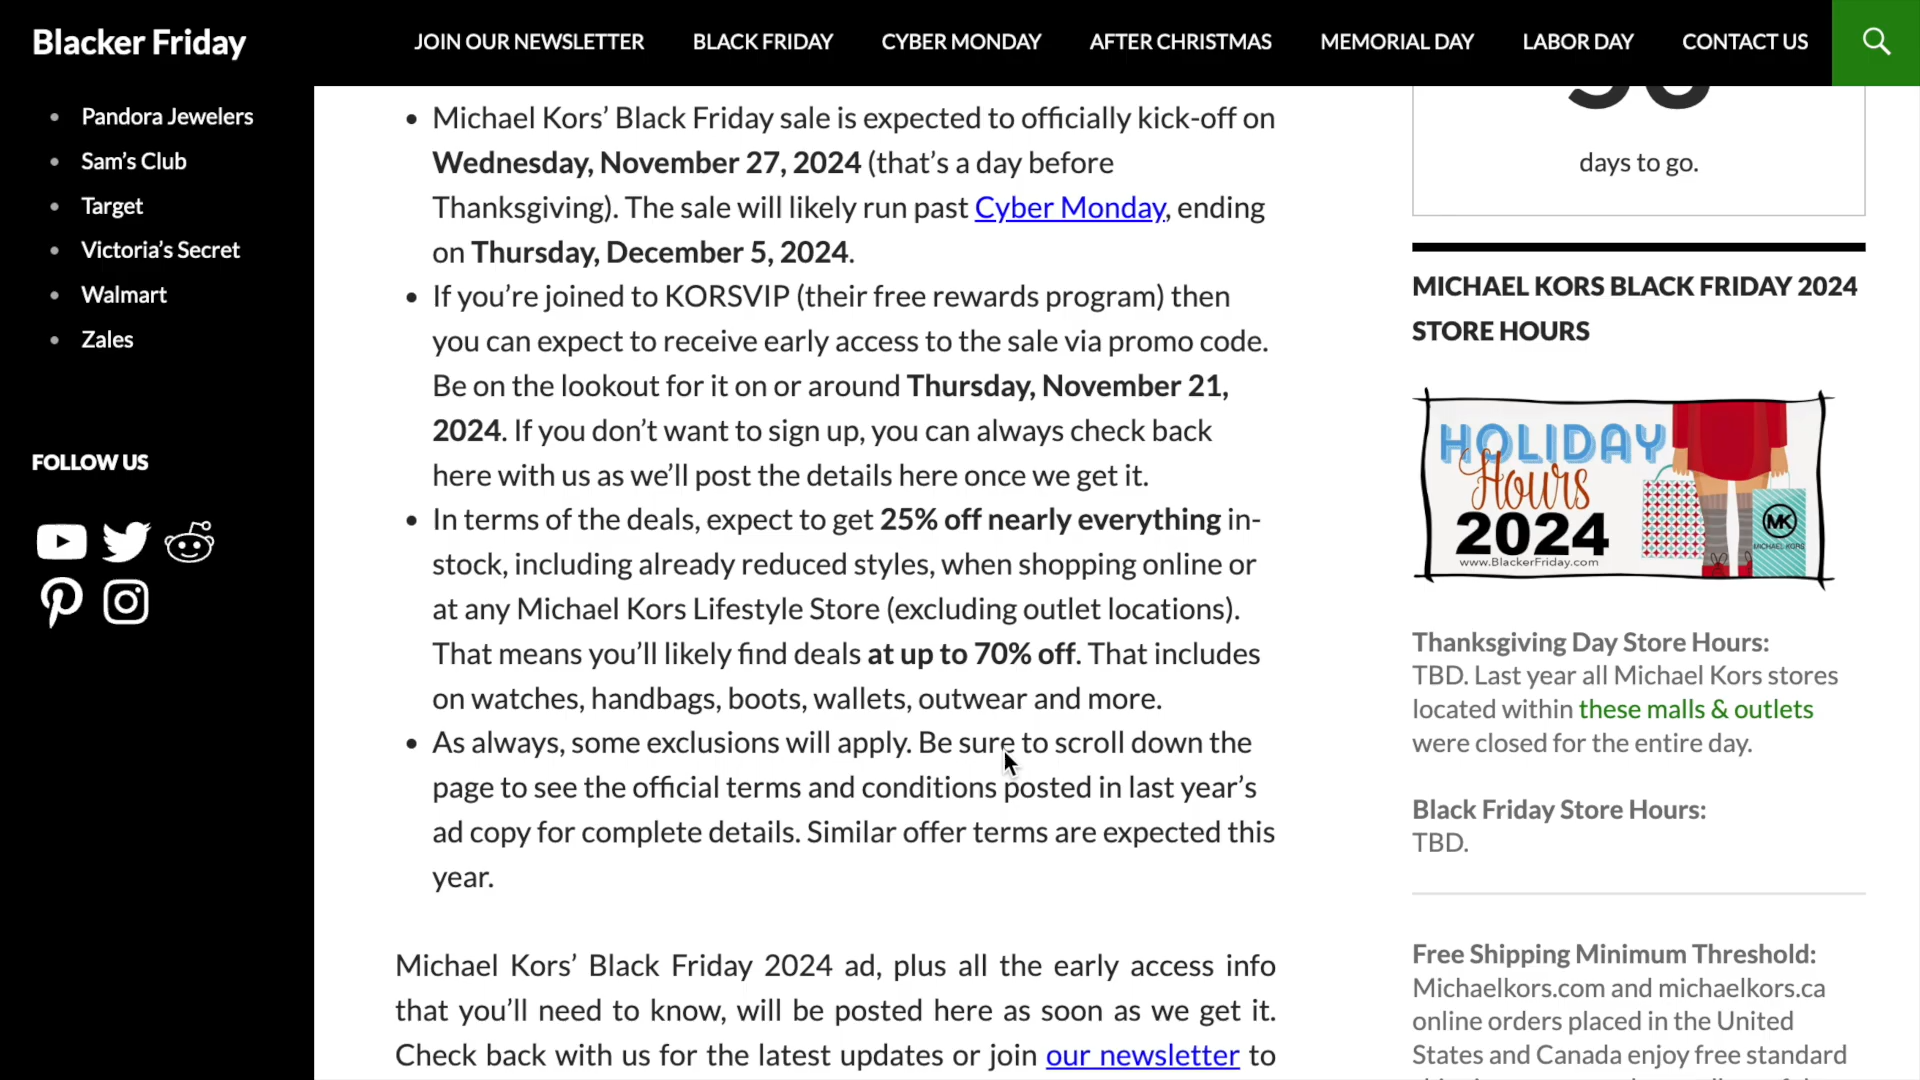 Blacker Friday
JOIN OUR NEWSLETTER
BLACK FRIDAY
CYBER MONDAY
AFTER CHRISTMAS
MEMORIAL DAY
LABOR DAY
CONTACT US
Pandora Jewelers
Sam’s Club
Target
Victoria’s Secret
Walmart
Zales
FOLLOW US
Michael Kors’ Black Friday sale is expected to officially kick-off on
Wednesday, November 27, 2024 (that’s a day before
Thanksgiving). The sale will likely run past Cyber Monday, ending
on Thursday, December 5, 2024.
If you’re joined to KORSVIP (their free rewards program) then
you can expect to receive early access to the sale via promo code.
Be on the lookout for it on or around Thursday, November 21,
2024. If you don’t want to sign up, you can always check back
here with us as we’ll post the details here once we get it.
In terms of the deals, expect to get 25% off nearly everything in-
stock, including already reduced styles, when shopping online or
at any Michael Kors Lifestyle Store (excluding outlet locations).
That means you’ll likely find deals at up to 70% off. That includes
on watches, handbags, boots, wallets, outwear and more.
As always, some exclusions will apply. Be sure to scroll down the
page to see the official terms and conditions posted in last year’s
ad copy for complete details. Similar offer terms are expected this
year.
Michael Kors’ Black Friday 2024 ad, plus all the early access info
that you’ll need to know, will be posted here as soon as we get it.
Check back with us for the latest updates or join our newsletter to
days to go.
MICHAEL KORS BLACK FRIDAY 2024
STORE HOURS
HOLIDAY
Hours
2024
www.BlackerFriday.com
MK
MICHAEL KORS
Thanksgiving Day Store Hours:
TBD. Last year all Michael Kors stores
located within these malls & outlets
were closed for the entire day.
Black Friday Store Hours:
TBD.
Free Shipping Minimum Threshold:
Michaelkors.com and michaelkors.ca
online orders placed in the United
States and Canada enjoy free standard